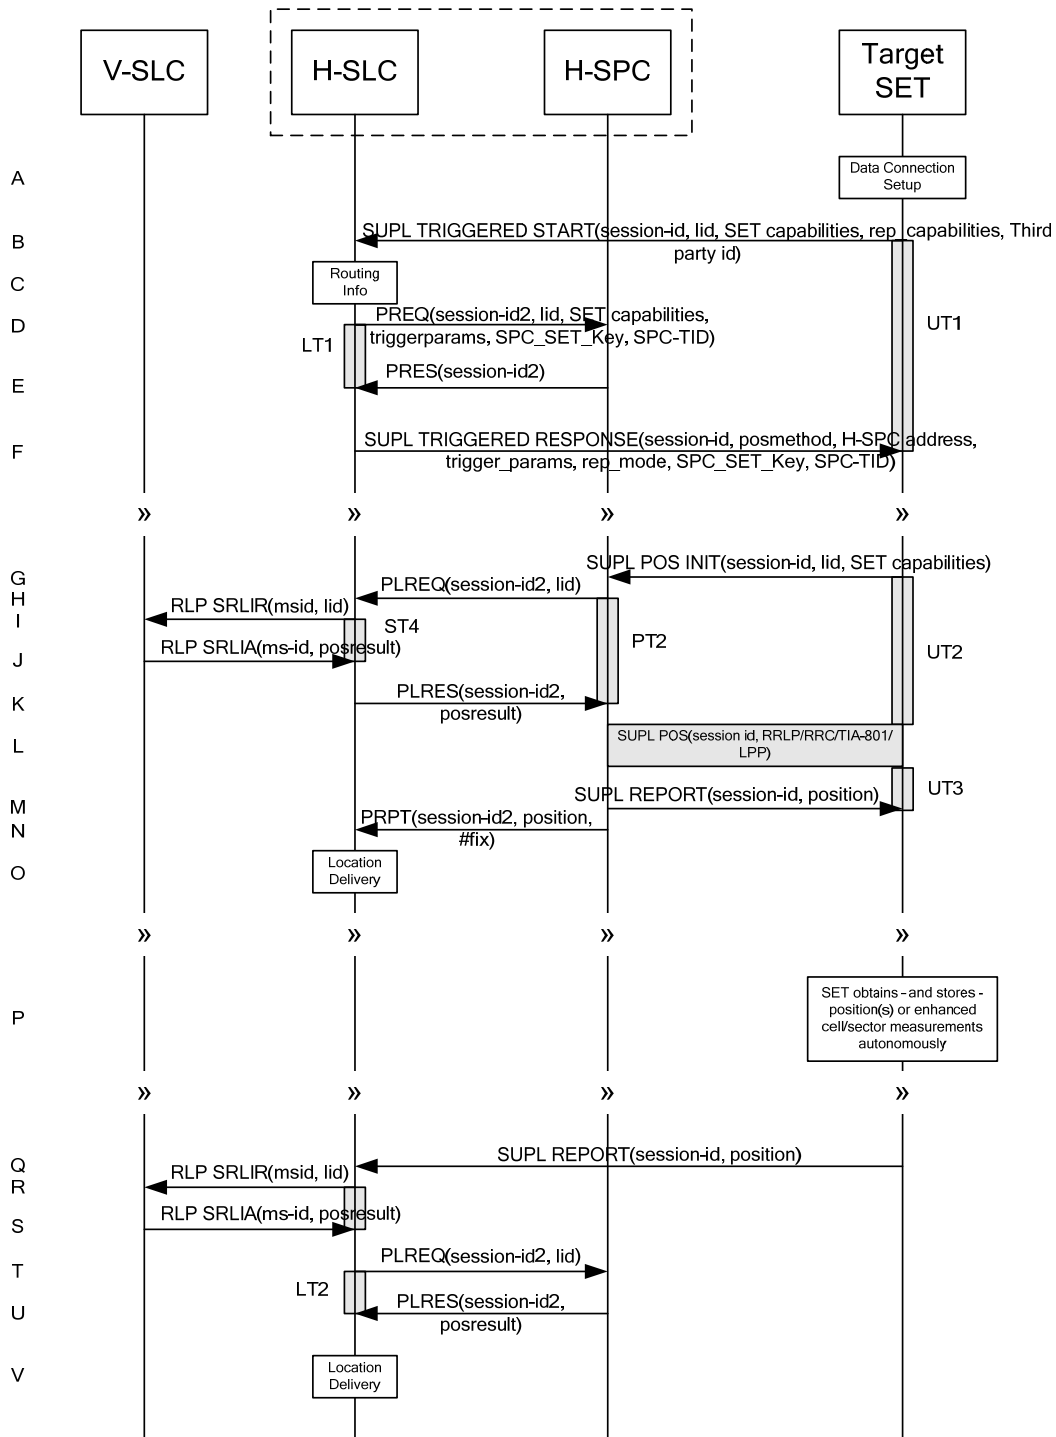 V-SLC
H-SLC
H-SPC
Target
SET
A
Data Connection
Setup
B
SUPL TRIGGERED START(session-id, lid, SET capabilities, rep_capabilities, Third
party id)
C
Routing
Info
D
PREQ(session-id2, lid, SET capabilities,
triggerparams, SPC_SET_Key, SPC-TID)
LT1
UT1
E
PRES(session-id2)
F
SUPL TRIGGERED RESPONSE(session-id, posmethod, H-SPC address,
trigger_params, rep_mode, SPC_SET_Key, SPC-TID)
» » » »
G
SUPL POS INIT(session-id, lid, SET capabilities)
H
PLREQ(session-id2, lid)
I
RLP SRLIR(msid, lid)
ST4
PT2
UT2
J
RLP SRLIA(ms-id, posresult)
K
PLRES(session-id2,
posresult)
L
SUPL POS(session id, RRLP/RRC/TIA-801/
LPP)
UT3
M
SUPL REPORT(session-id, position)
N
PRPT(session-id2, position,
#fix)
O
Location
Delivery
» » » »
P
SET obtains - and stores -
position(s) or enhanced
cell/sector measurements
autonomously
» » » »
Q
SUPL REPORT(session-id, position)
R
RLP SRLIR(msid, lid)
S
RLP SRLIA(ms-id, posresult)
T
PLREQ(session-id2, lid)
LT2
U
PLRES(session-id2,
posresult)
V
Location
Delivery